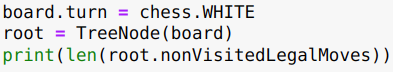 board.turn = chess.WHITE
root = TreeNode(board)
print(len(root.nonVisitedLegalMoves))